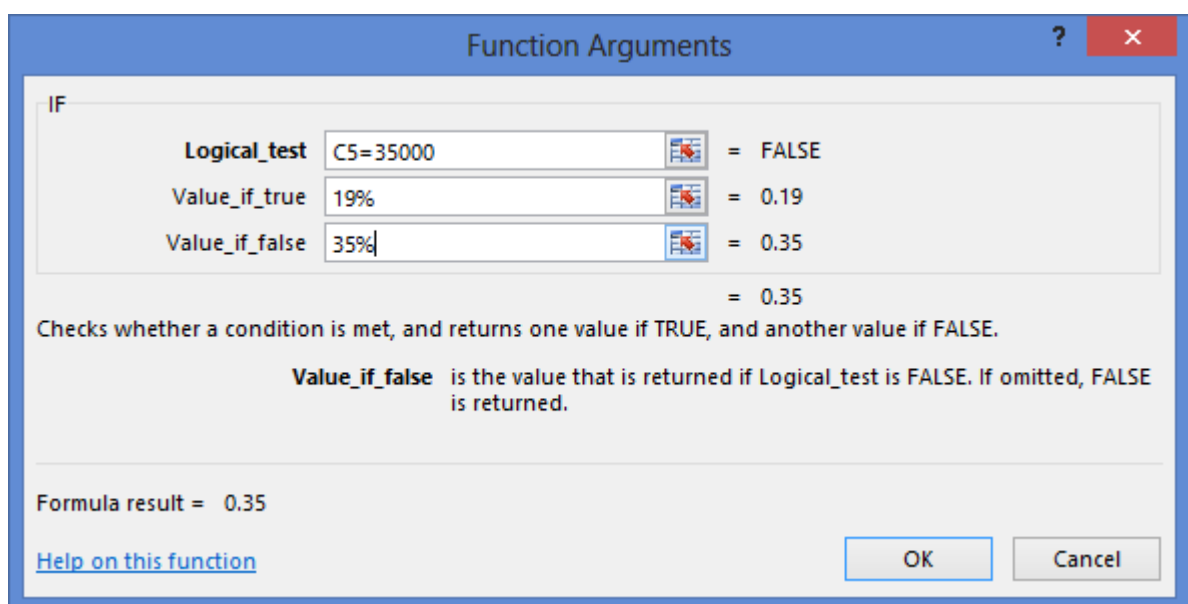 Function Arguments ? ×
IF
Logical_test C5=35000 = FALSE
Value_if_true 19% = 0.19
Value_if_false 35% = 0.35
= 0.35
Checks whether a condition is met, and returns one value if TRUE, and another value if FALSE.
Value_if_false is the value that is returned if Logical_test is FALSE. If omitted, FALSE
is returned.
Formula result = 0.35
Help on this function OK Cancel